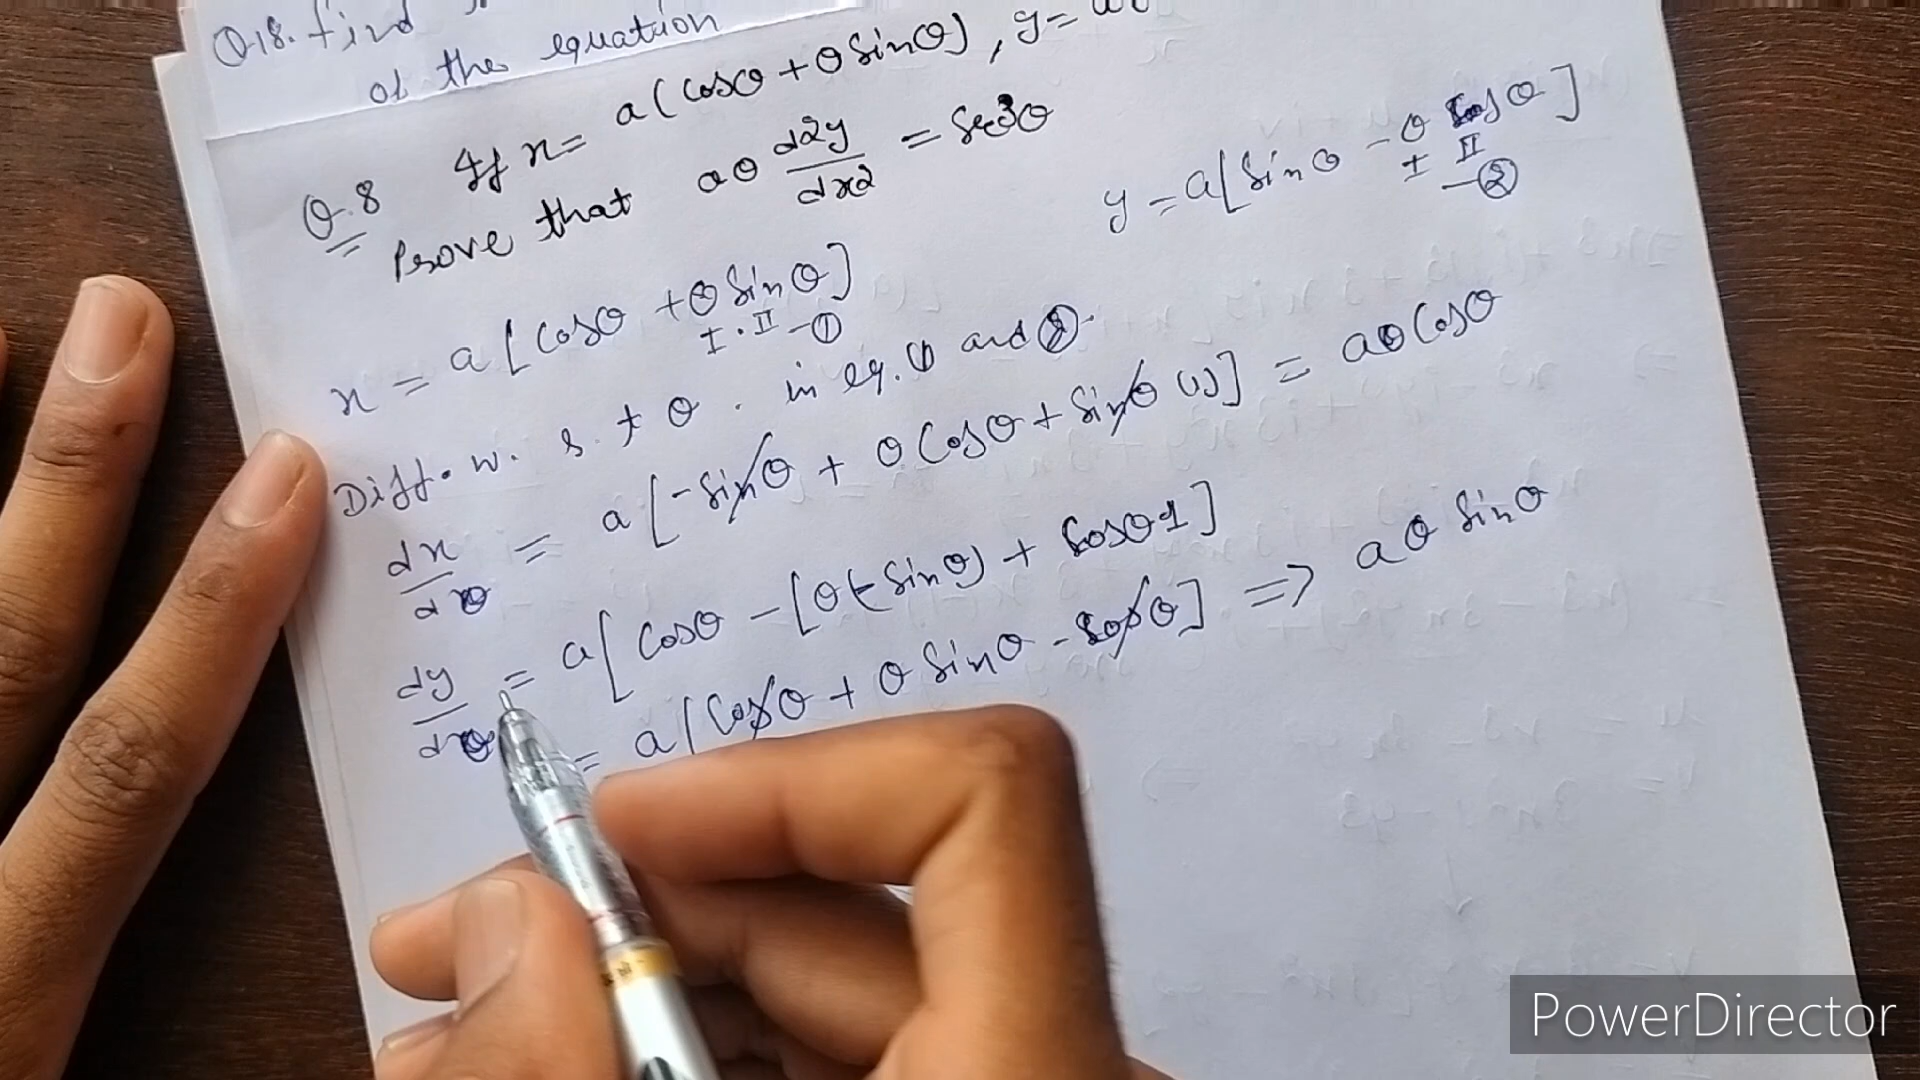 Q.18. find
of the equation
Q.8 If x = a(cosθ + θ sinθ), y =
Prove that aθ d2y/dx2 = sec3θ
x = a[cosθ + θ sinθ] y = a[sinθ - θ cosθ]
I . II - ① I II - ②
Diff. w. r. t θ . in eq. ① and ②.
dx/dθ = a[-sinθ + θ cosθ + sinθ (1)] = aθ cosθ
dy/dθ = a[cosθ - [θ(-sinθ) + cosθ 1]
= a[cosθ + θ sinθ - cosθ] => aθ sinθ
PowerDirector